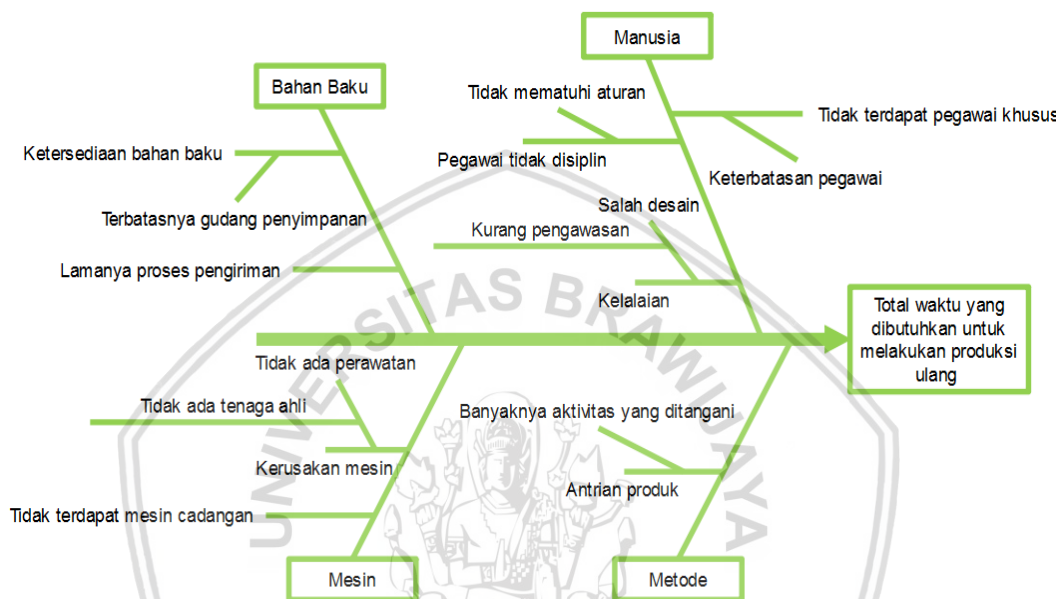 Manusia
Bahan Baku
Tidak mematuhi aturan
Tidak terdapat pegawai khusus
Ketersediaan bahan baku
Pegawai tidak disiplin
Keterbatasan pegawai
Terbatasnya gudang penyimpanan
Salah desain
Kurang pengawasan
Lamanya proses pengiriman
Kelalaian
Total waktu yang
dibutuhkan untuk
melakukan produksi
ulang
Tidak ada perawatan
Tidak ada tenaga ahli
Banyaknya aktivitas yang ditangani
Kerusakan mesin
Antrian produk
Tidak terdapat mesin cadangan
Mesin
Metode
UNIVERSITAS BRAWIJAYA